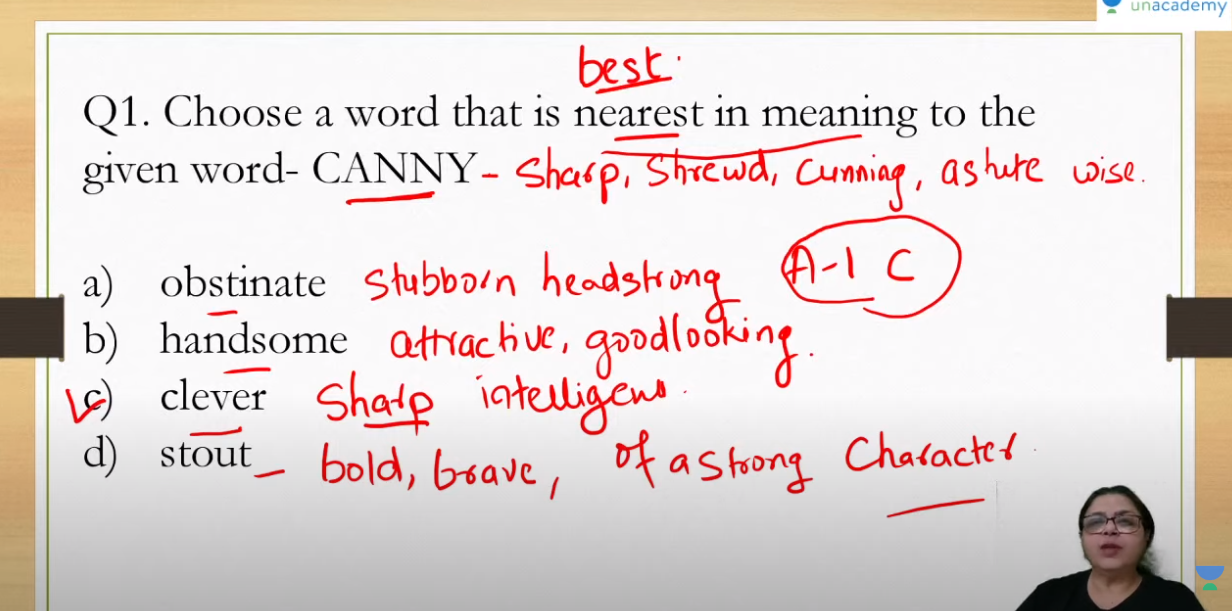 unacademy
best.
Q1. Choose a word that is nearest in meaning to the
given word- CANNY - Sharp, Shrewd, Cunning, ashute wise.
a) obstinate stubborn headstrong A-1 C
b) handsome attractive, goodlooking.
c) clever Sharp intelligens.
d) stout - bold, brave, of a strong Character.